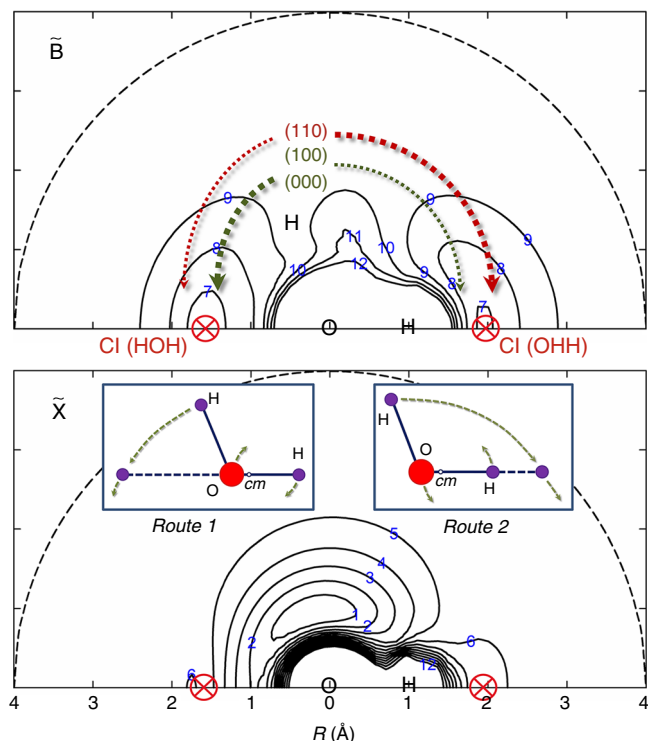 B̃
(110)
(100)
(000)
9
9
9
H
8
11
10
10
12
9
8
8
7
7
O
H
CI (HOH)
CI (OHH)
X̃
H
O
cm
H
Route 1
H
O
cm
H
Route 2
5
4
3
1
2
2
6
12
6
O
H
4 3 2 1 0 1 2 3 4
R (Å)